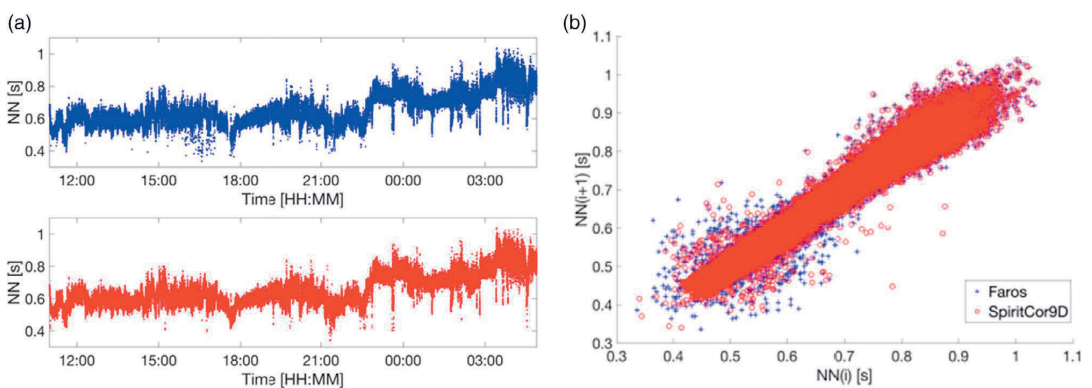 (a)
NN [s]
1
0.8
0.6
0.4
12:00 15:00 18:00 21:00 00:00 03:00
Time [HH:MM]
NN [s]
1
0.8
0.6
0.4
12:00 15:00 18:00 21:00 00:00 03:00
Time [HH:MM]
(b)
NN(i+1) [s]
1.1
1
0.9
0.8
0.7
0.6
0.5
0.4
0.3
Faros
SpiritCor9D
0.3 0.4 0.5 0.6 0.7 0.8 0.9 1 1.1
NN(i) [s]